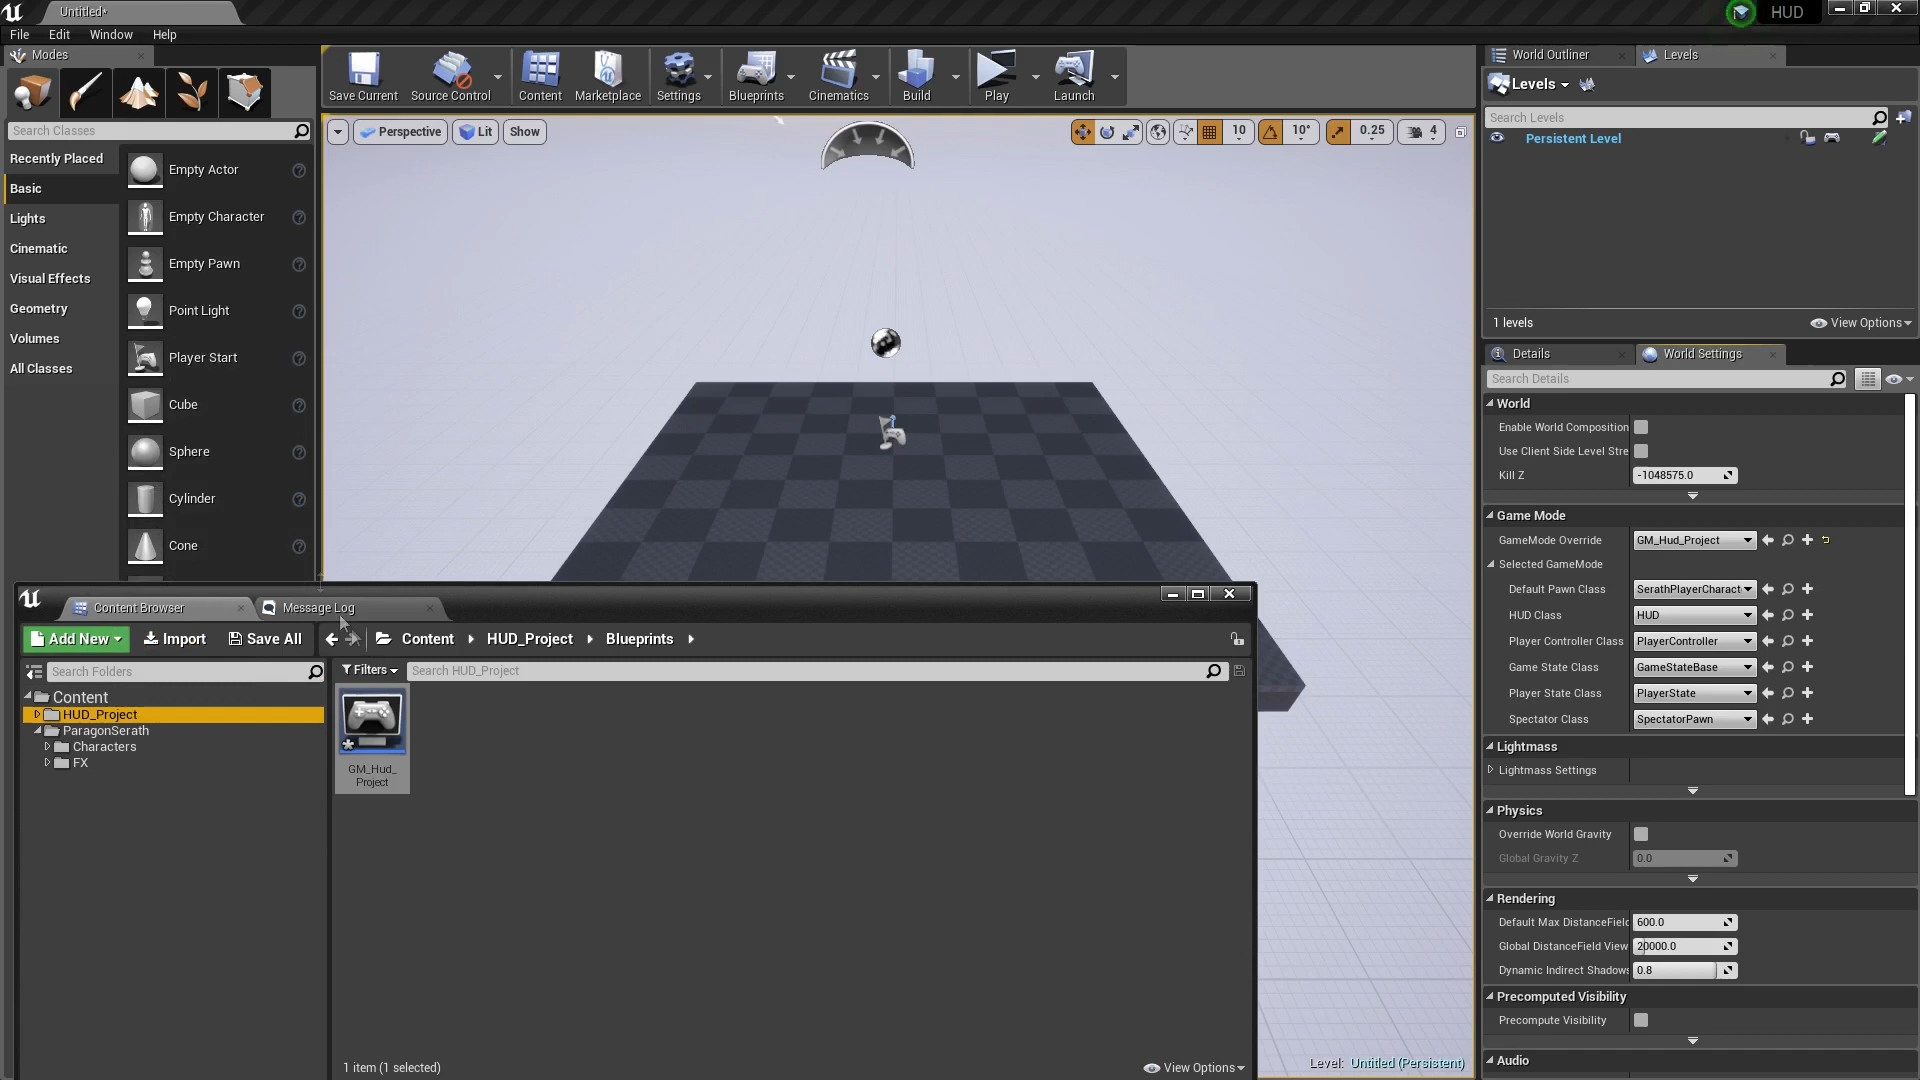 Untitled*
HUD
File Edit Window Help
Modes
Search Classes
Recently Placed
Basic
Lights
Cinematic
Visual Effects
Geometry
Volumes
All Classes
Empty Actor
Empty Character
Empty Pawn
Point Light
Player Start
Cube
Sphere
Cylinder
Cone
Save Current
Source Control
Content
Marketplace
Settings
Blueprints
Cinematics
Build
Play
Launch
Perspective
Lit
Show
10
10°
0.25
4
World Outliner
Levels
Levels
Search Levels
Persistent Level
1 levels
View Options
Details
World Settings
Search Details
World
Enable World Composition
Use Client Side Level Stre
Kill Z
-1048575.0
Game Mode
GameMode Override
GM_Hud_Project
Selected GameMode
Default Pawn Class
SerathPlayerCharact
HUD Class
HUD
Player Controller Class
PlayerController
Game State Class
GameStateBase
Player State Class
PlayerState
Spectator Class
SpectatorPawn
Lightmass
Lightmass Settings
Physics
Override World Gravity
Global Gravity Z
0.0
Rendering
Default Max DistanceField
600.0
Global DistanceField View
20000.0
Dynamic Indirect Shadows
0.8
Precomputed Visibility
Precompute Visibility
Audio
Content Browser
Message Log
Add New
Import
Save All
Content
HUD_Project
Blueprints
Search Folders
Filters
Search HUD_Project
Content
HUD_Project
ParagonSerath
Characters
FX
GM_Hud_
Project
1 item (1 selected)
View Options
Level: Untitled (Persistent)